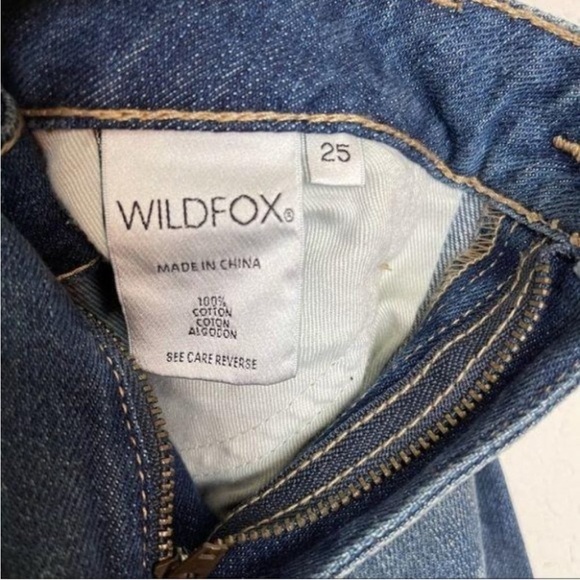 25
WILDFOX®
MADE IN CHINA
100%
COTTON
COTON
ALGODON
SEE CARE REVERSE